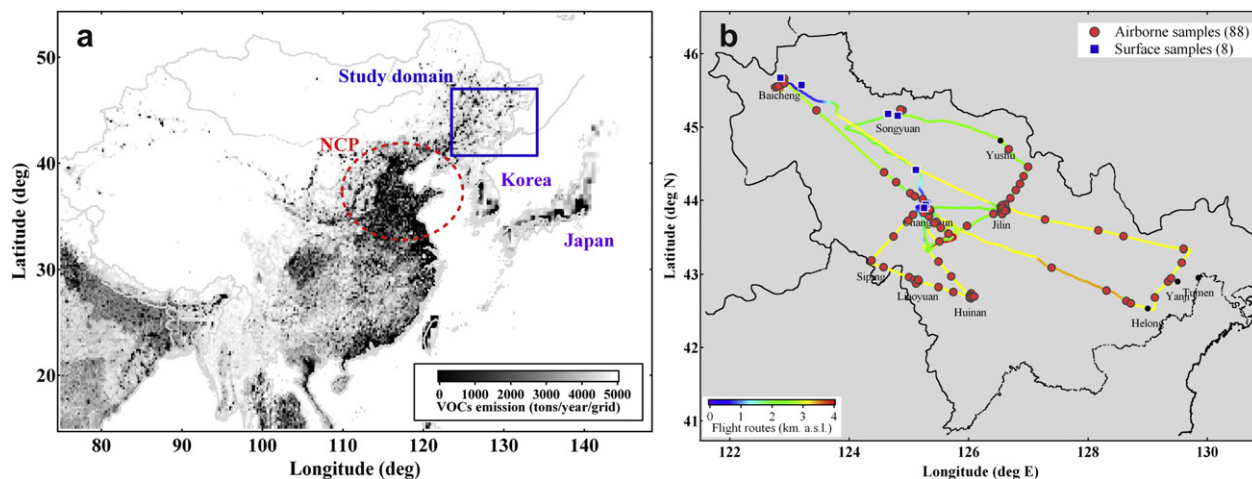 a
50
40
30
20
Latitude (deg)
Study domain
NCP
Korea
Japan
0 1000 2000 3000 4000 5000
VOCs emission (tons/year/grid)
80 90 100 110 120 130 140
Longitude (deg)
b
Airborne samples (88)
Surface samples (8)
46
45
44
43
42
41
Latitude (deg N)
Baicheng
Songyuan
Yushu
Jilin
Siping
Liaoyuan
Huinan
Yanji
Tumen
Helong
0 1 2 3 4
Flight routes (km. a.s.l.)
122 124 126 128 130
Longitude (deg E)